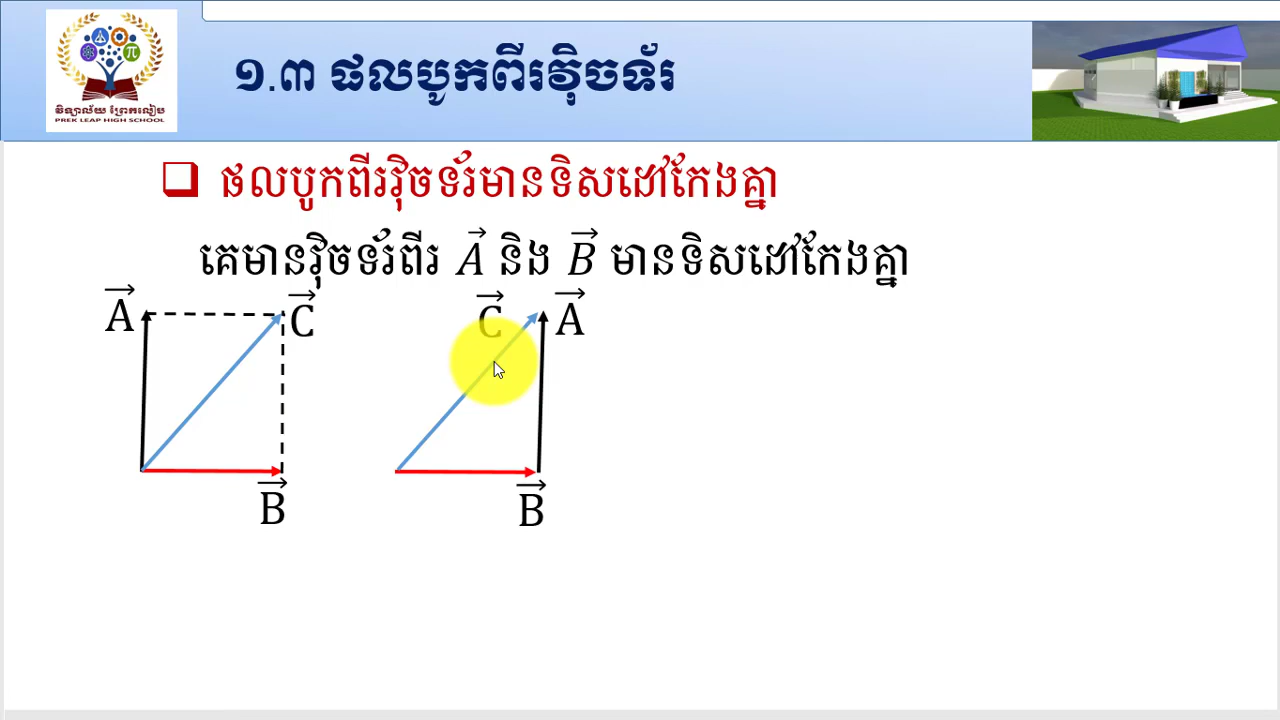 វិទ្យាល័យ ព្រែកលៀប
PREK LEAP HIGH SCHOOL
១.៣ ផលបូកពីរវ៉ិចទ័រ
ផលបូកពីរវ៉ិចទ័រមានទិសដៅកែងគ្នា
គេមានវ៉ិចទ័រពីរ A⃗ និង B⃗ មានទិសដៅកែងគ្នា
A⃗ C⃗ C⃗ A⃗
B⃗ B⃗